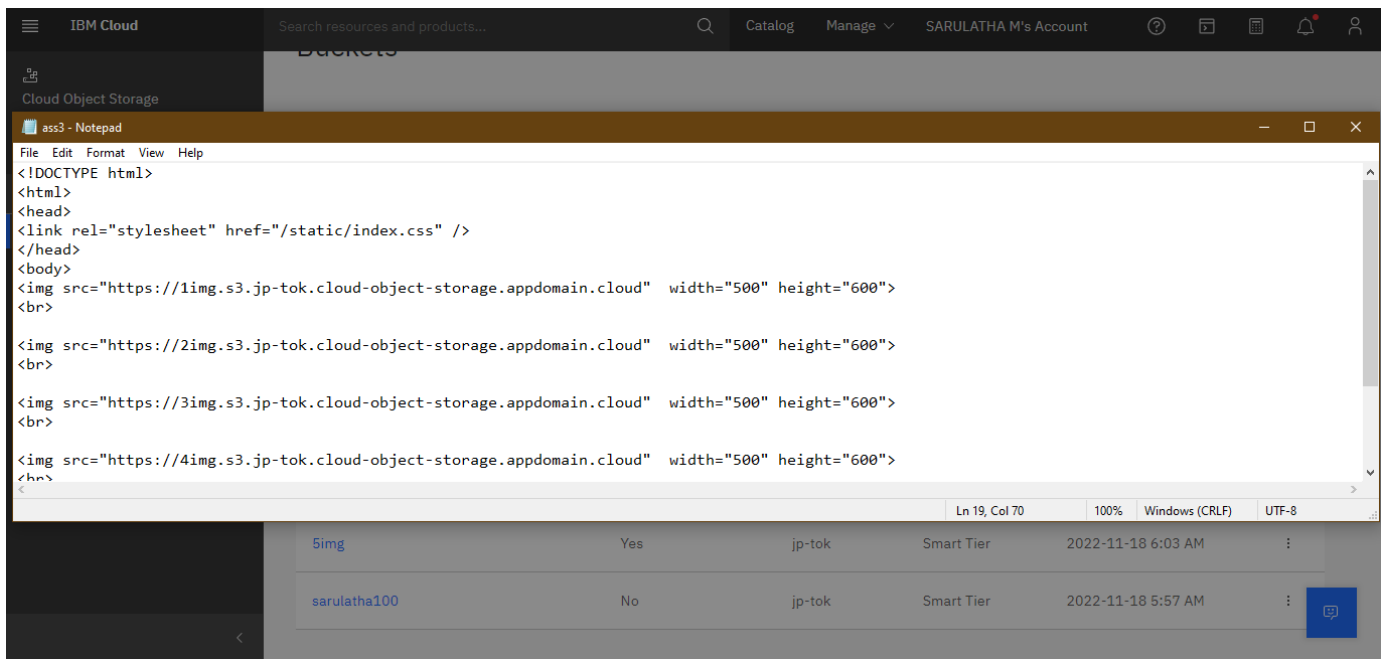 IBM Cloud Search resources and products... Catalog Manage SARULATHA M's Account
Buckets
Cloud Object Storage
ass3 - Notepad
File Edit Format View Help
<!DOCTYPE html>
<html>
<head>
<link rel="stylesheet" href="/static/index.css" />
</head>
<body>
<img src="https://1img.s3.jp-tok.cloud-object-storage.appdomain.cloud"  width="500" height="600">
<br>
<img src="https://2img.s3.jp-tok.cloud-object-storage.appdomain.cloud"  width="500" height="600">
<br>
<img src="https://3img.s3.jp-tok.cloud-object-storage.appdomain.cloud"  width="500" height="600">
<br>
<img src="https://4img.s3.jp-tok.cloud-object-storage.appdomain.cloud"  width="500" height="600">
<br>
Ln 19, Col 70 100% Windows (CRLF) UTF-8
5img Yes jp-tok Smart Tier 2022-11-18 6:03 AM
sarulatha100 No jp-tok Smart Tier 2022-11-18 5:57 AM